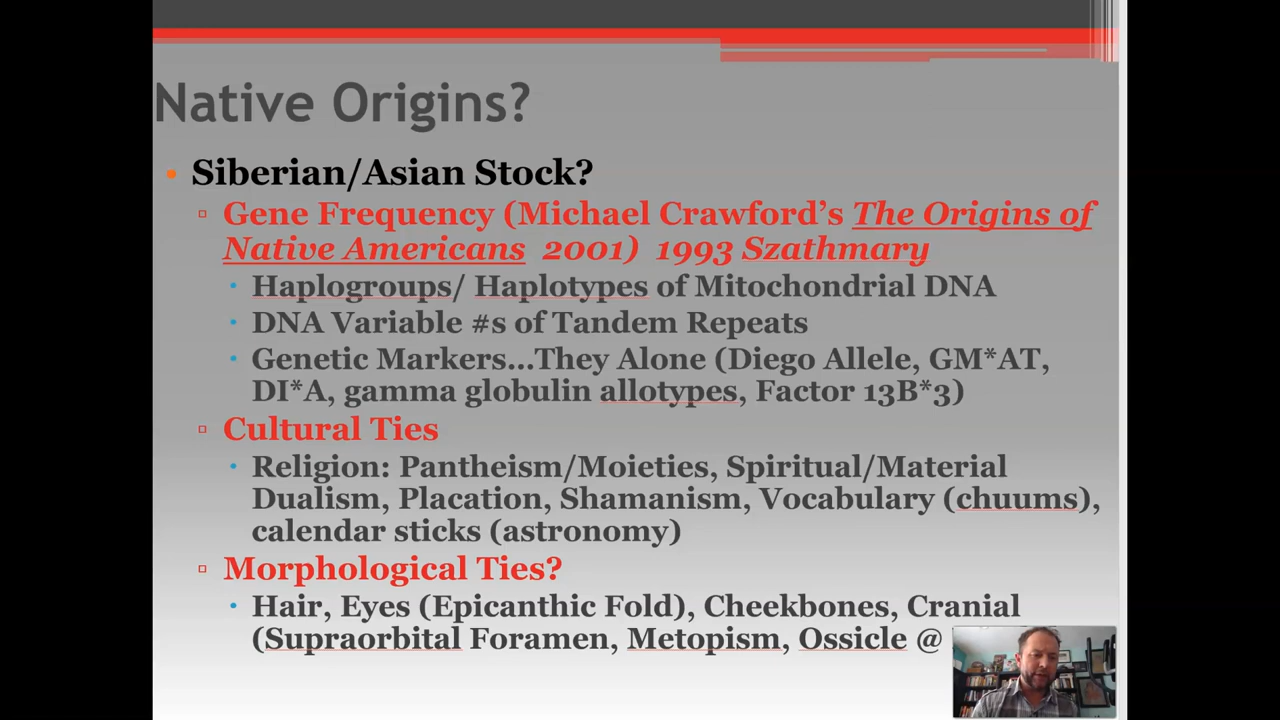 Native Origins?
• Siberian/Asian Stock?
▫ Gene Frequency (Michael Crawford’s The Origins of
Native Americans 2001) 1993 Szathmary
• Haplogroups/ Haplotypes of Mitochondrial DNA
• DNA Variable #s of Tandem Repeats
• Genetic Markers…They Alone (Diego Allele, GM*AT,
DI*A, gamma globulin allotypes, Factor 13B*3)
▫ Cultural Ties
• Religion: Pantheism/Moieties, Spiritual/Material
Dualism, Placation, Shamanism, Vocabulary (chuums),
calendar sticks (astronomy)
▫ Morphological Ties?
• Hair, Eyes (Epicanthic Fold), Cheekbones, Cranial
(Supraorbital Foramen, Metopism, Ossicle @